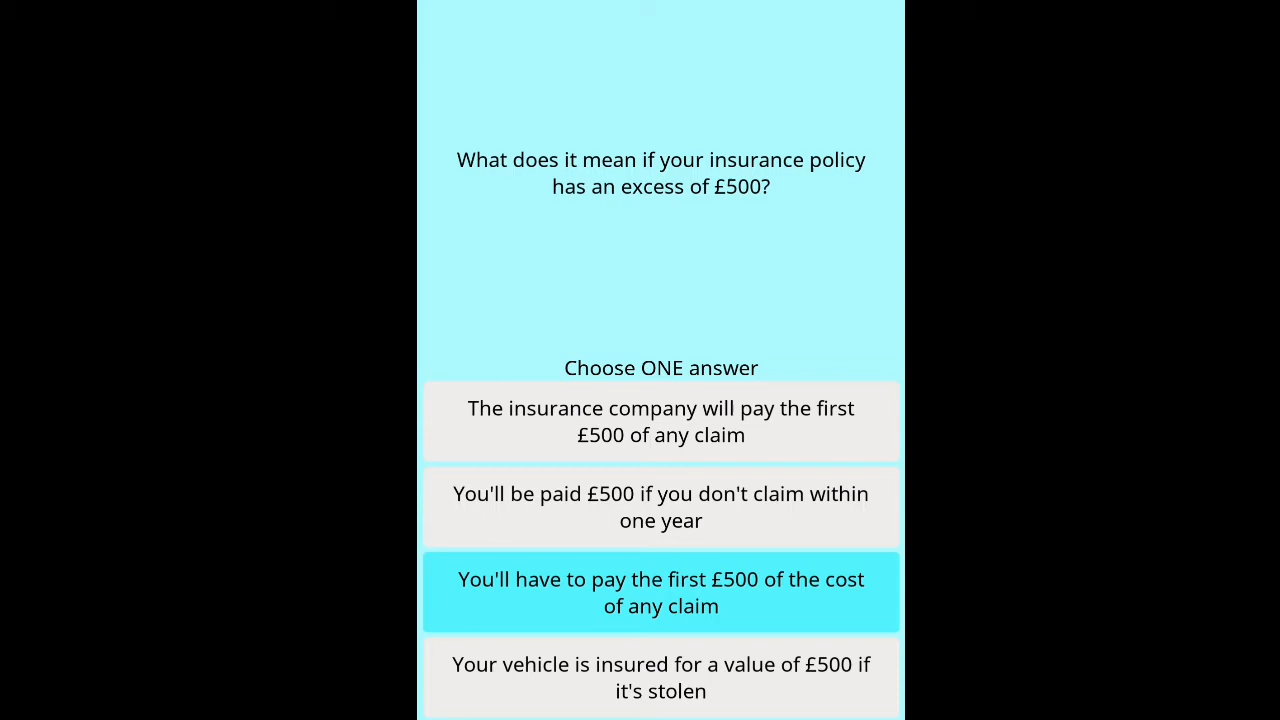 What does it mean if your insurance policy
has an excess of £500?
Choose ONE answer
The insurance company will pay the first
£500 of any claim
You'll be paid £500 if you don't claim within
one year
You'll have to pay the first £500 of the cost
of any claim
Your vehicle is insured for a value of £500 if
it's stolen